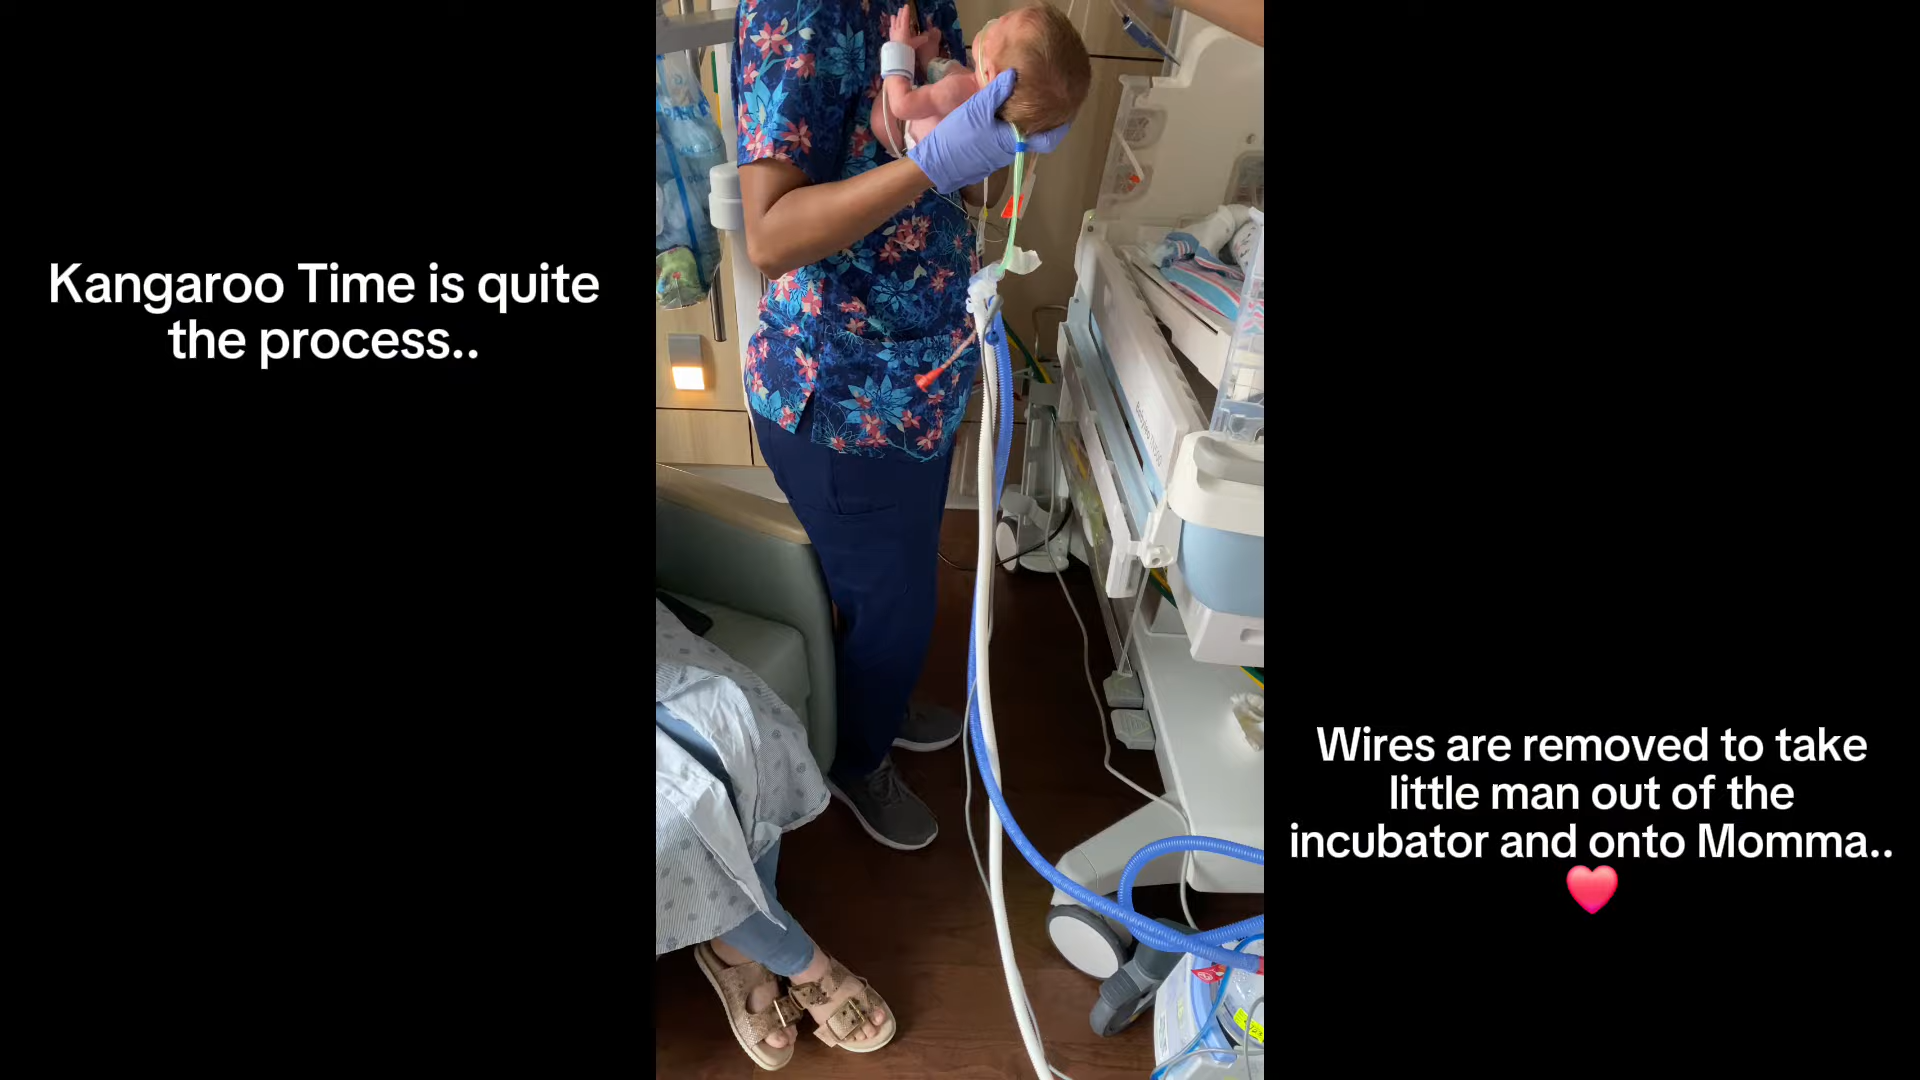 Kangaroo Time is quite
the process..
Wires are removed to take
little man out of the
incubator and onto Momma..
❤️